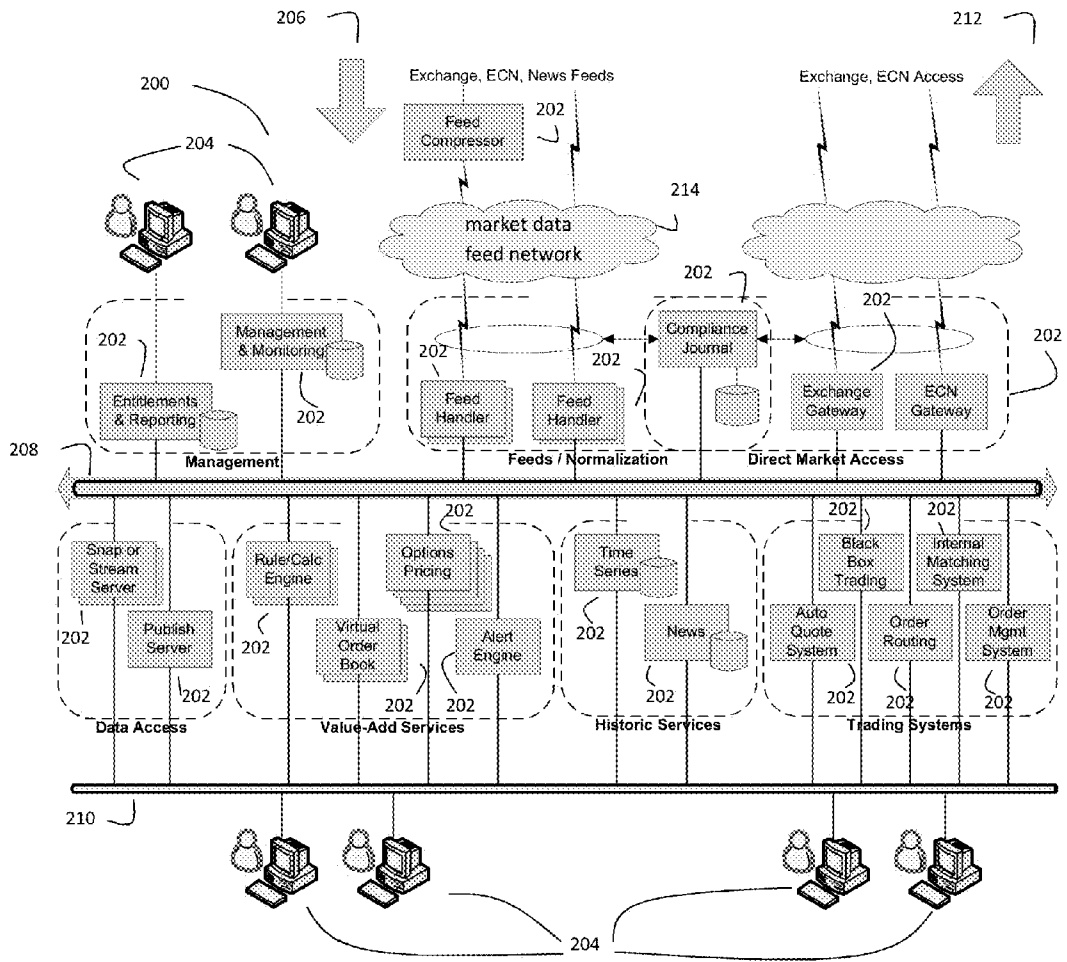 206
212
200
Exchange, ECN, News Feeds
Exchange, ECN Access
Feed
Compressor
202
204
214
market data
feed network
202
202
Management
& Monitoring
202
Compliance
Journal
202
202
202
202
Entitlements
& Reporting
202
Feed
Handler
Feed
Handler
Exchange
Gateway
ECN
Gateway
208
Management
Feeds / Normalization
Direct Market Access
202
202
202
Snap or
Stream
Server
Rule/Calc
Engine
Options
Pricing
Time
Series
Black
Box
Trading
Internal
Matching
System
202
Publish
Server
202
Virtual
Order
Book
Alert
Engine
202
News
Auto
Quote
System
Order
Routing
Order
Mgmt
System
202
202
202
202
202
202
202
Data Access
Value-Add Services
Historic Services
Trading Systems
210
204